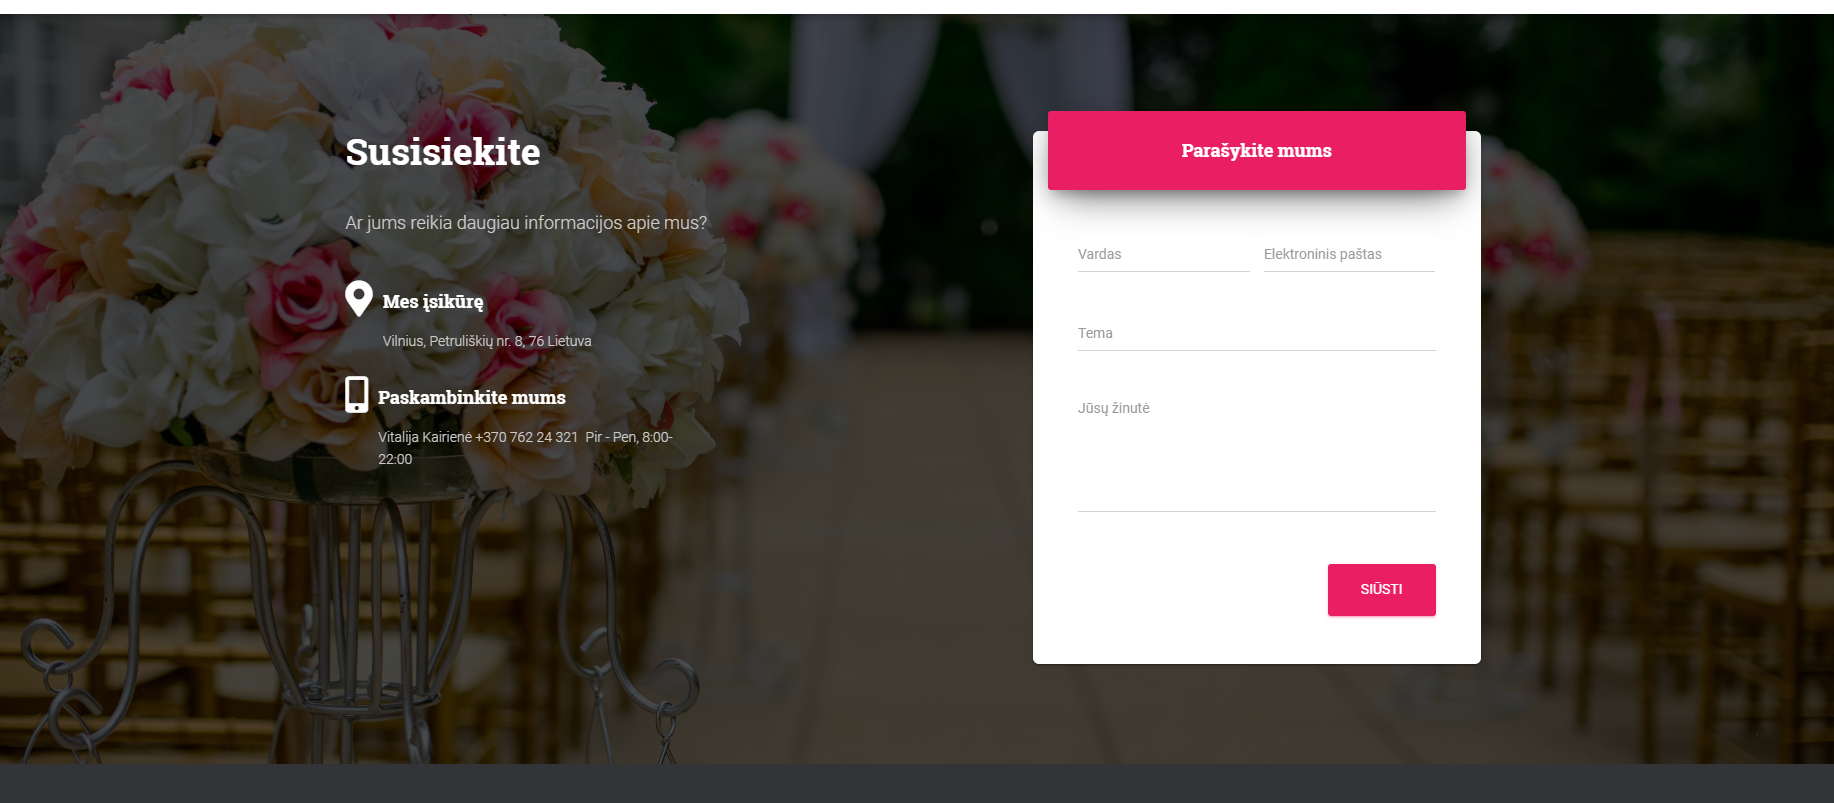 Susisiekite
Ar jums reikia daugiau informacijos apie mus?
Mes įsikūrę
Vilnius, Petruliškių nr. 8, 76 Lietuva
Paskambinkite mums
Vitalija Kairienė +370 762 24 321  Pir - Pen, 8:00-
22:00
Parašykite mums
Vardas
Elektroninis paštas
Tema
Jūsų žinutė
SIŪSTI